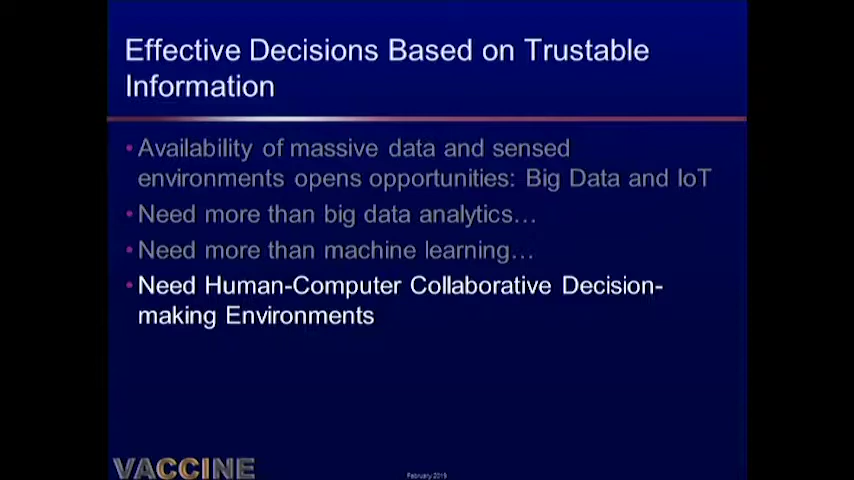 Effective Decisions Based on Trustable
Information
•Availability of massive data and sensed
environments opens opportunities: Big Data and IoT
•Need more than big data analytics…
•Need more than machine learning…
•Need Human-Computer Collaborative Decision-
making Environments
VACCINE
February